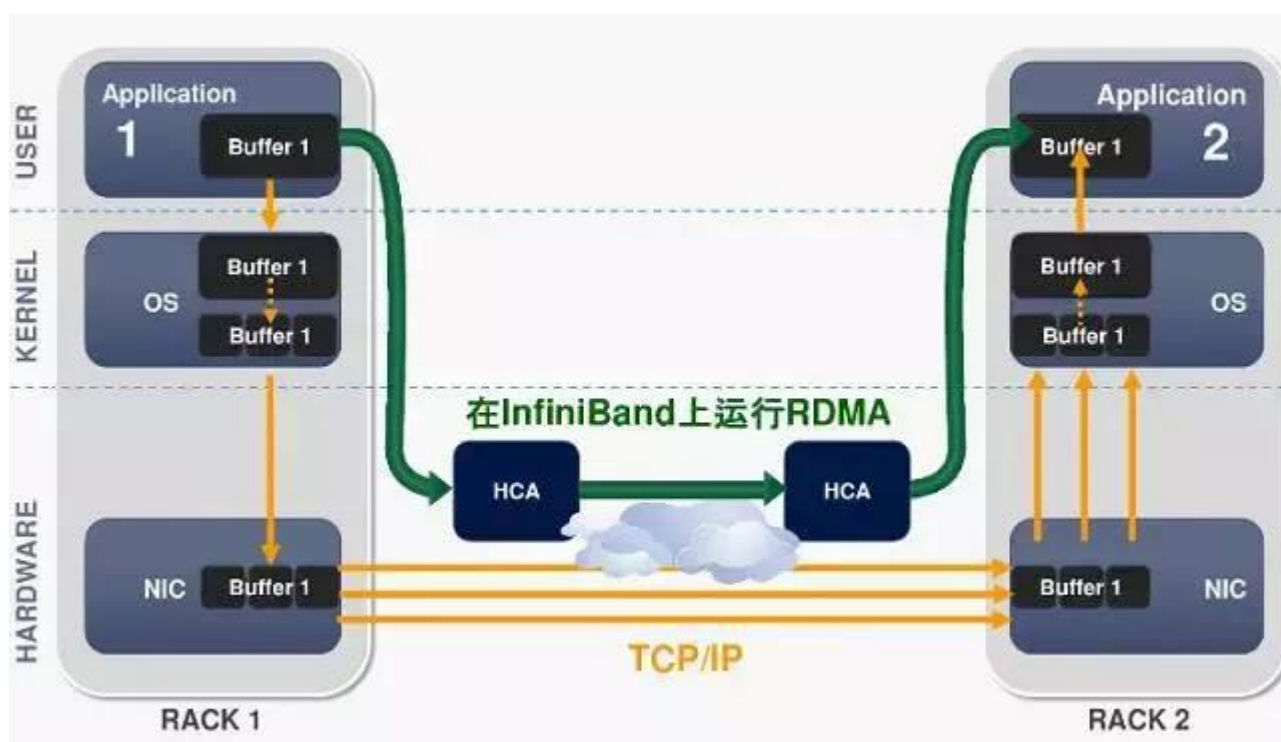 USER
Application
1
Buffer 1
Application
2
Buffer 1
KERNEL
Buffer 1
OS
Buffer 1
Buffer 1
OS
Buffer 1
在InfiniBand上运行RDMA
HARDWARE
HCA
HCA
NIC
Buffer 1
Buffer 1
NIC
TCP/IP
RACK 1
RACK 2